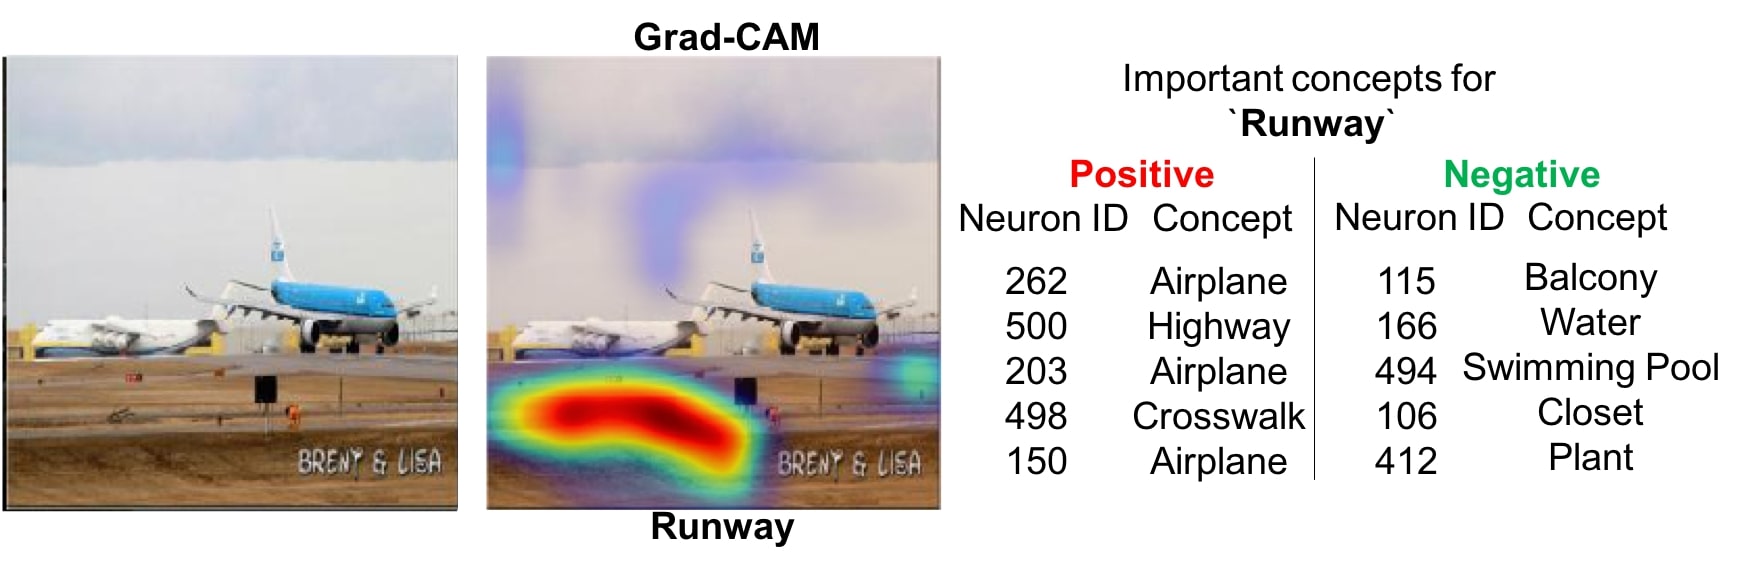 Grad-CAM
BRENT & LISA
BRENT & LISA
Runway
Important concepts for
`Runway`
Positive
Negative
Neuron ID Concept
Neuron ID Concept
262 Airplane
500 Highway
203 Airplane
498 Crosswalk
150 Airplane
115 Balcony
166 Water
494 Swimming Pool
106 Closet
412 Plant